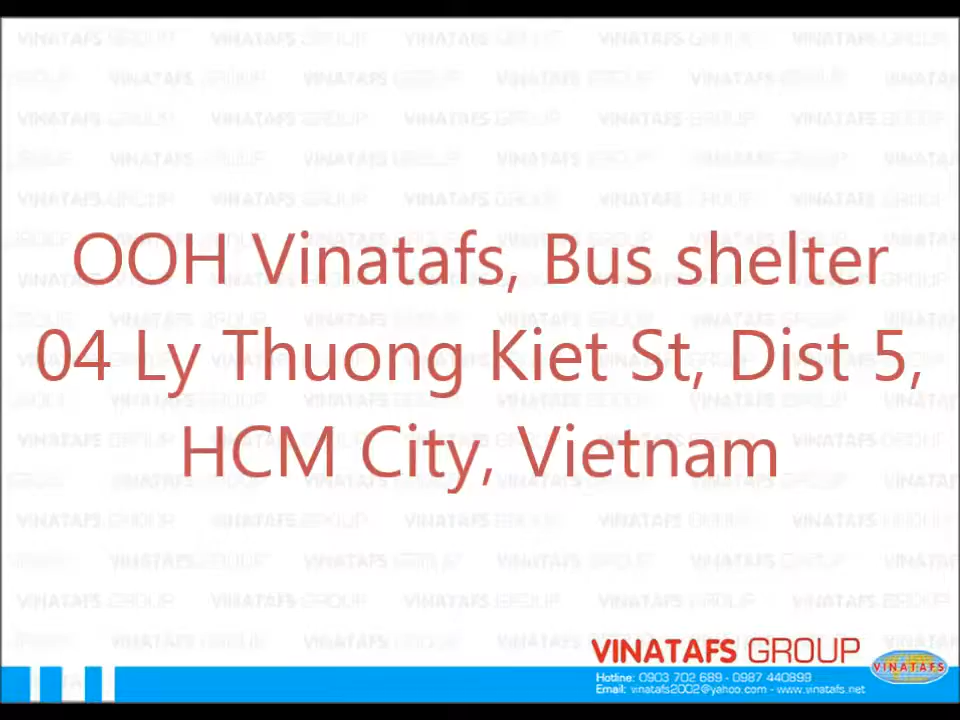 OOH Vinatafs, Bus shelter
04 Ly Thuong Kiet St, Dist 5,
HCM City, Vietnam
VINATAFS GROUP
VINATAFS
Hotline: 0903 702 689 - 0987 440899
Email: vinatafs2002@yahoo.com - www.vinatafs.net